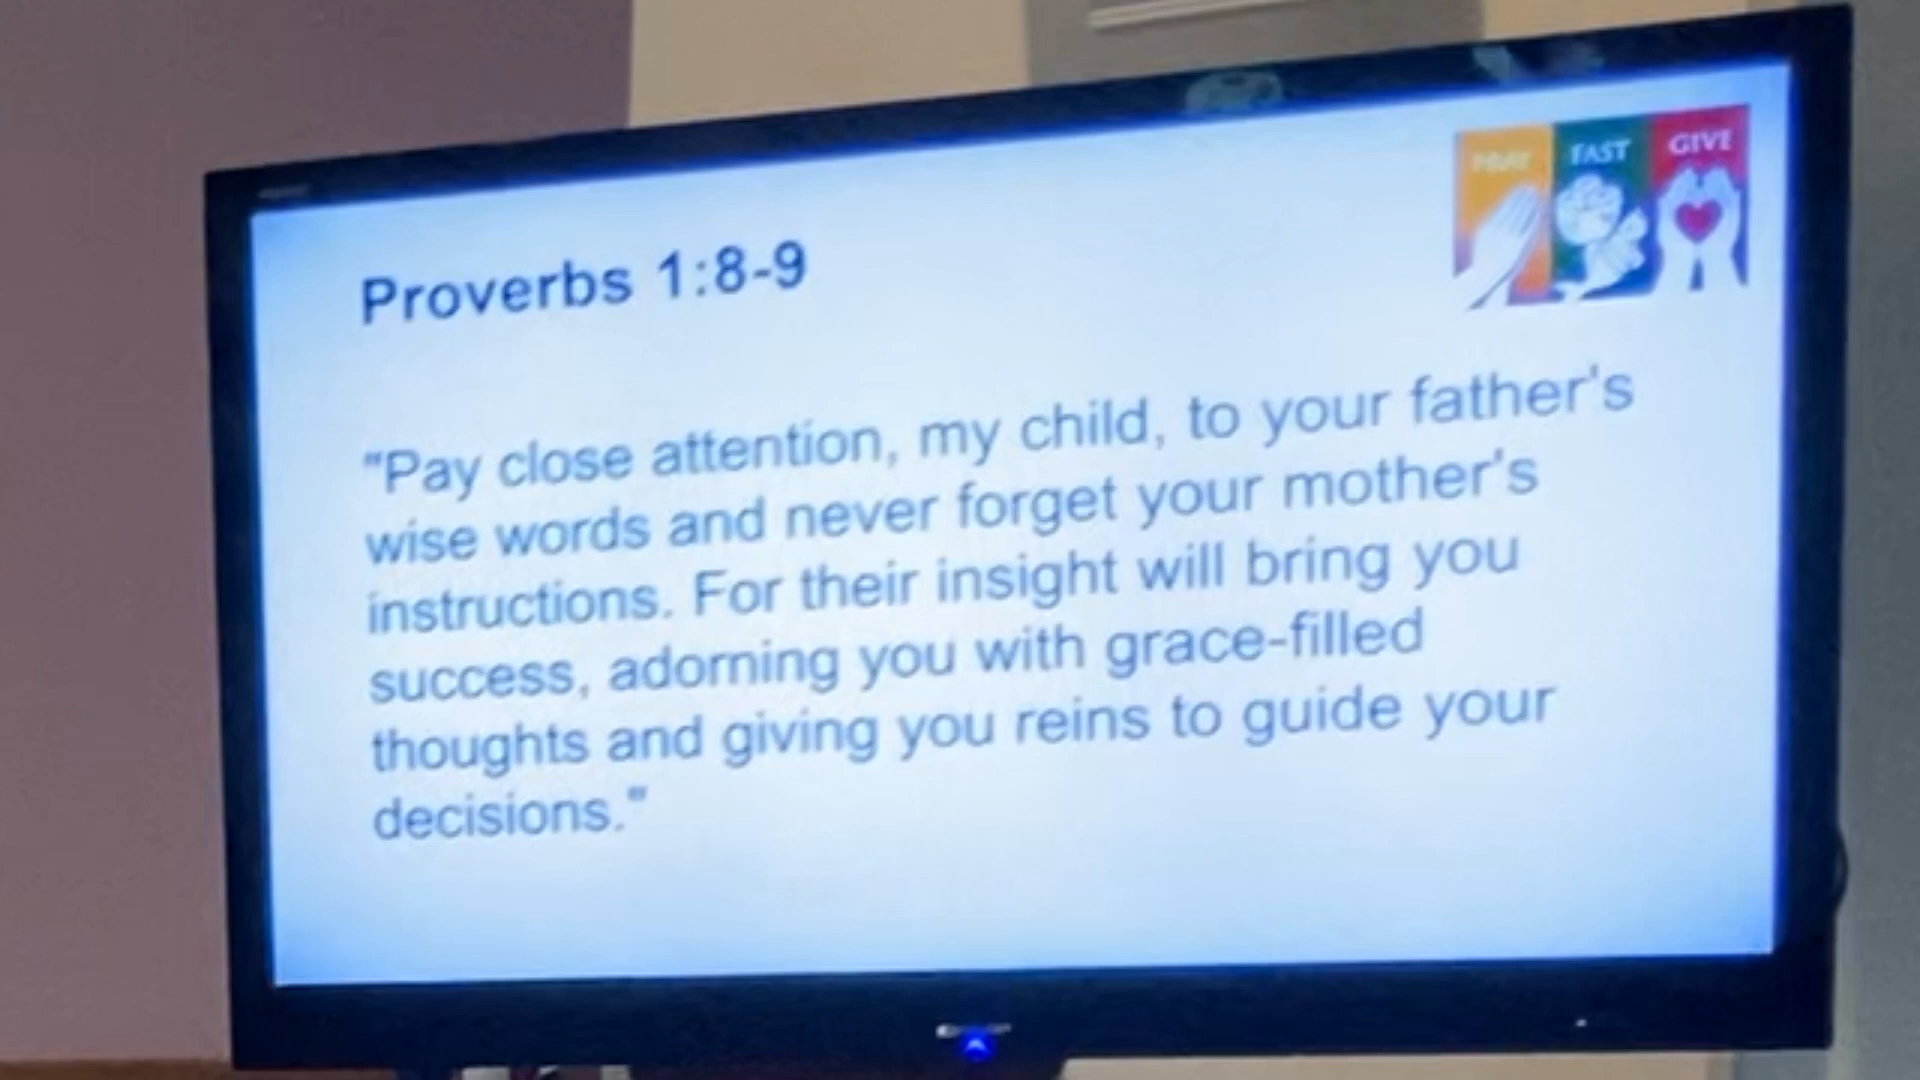 PRAY FAST GIVE
Proverbs 1:8-9
"Pay close attention, my child, to your father's
wise words and never forget your mother's
instructions. For their insight will bring you
success, adorning you with grace-filled
thoughts and giving you reins to guide your
decisions."